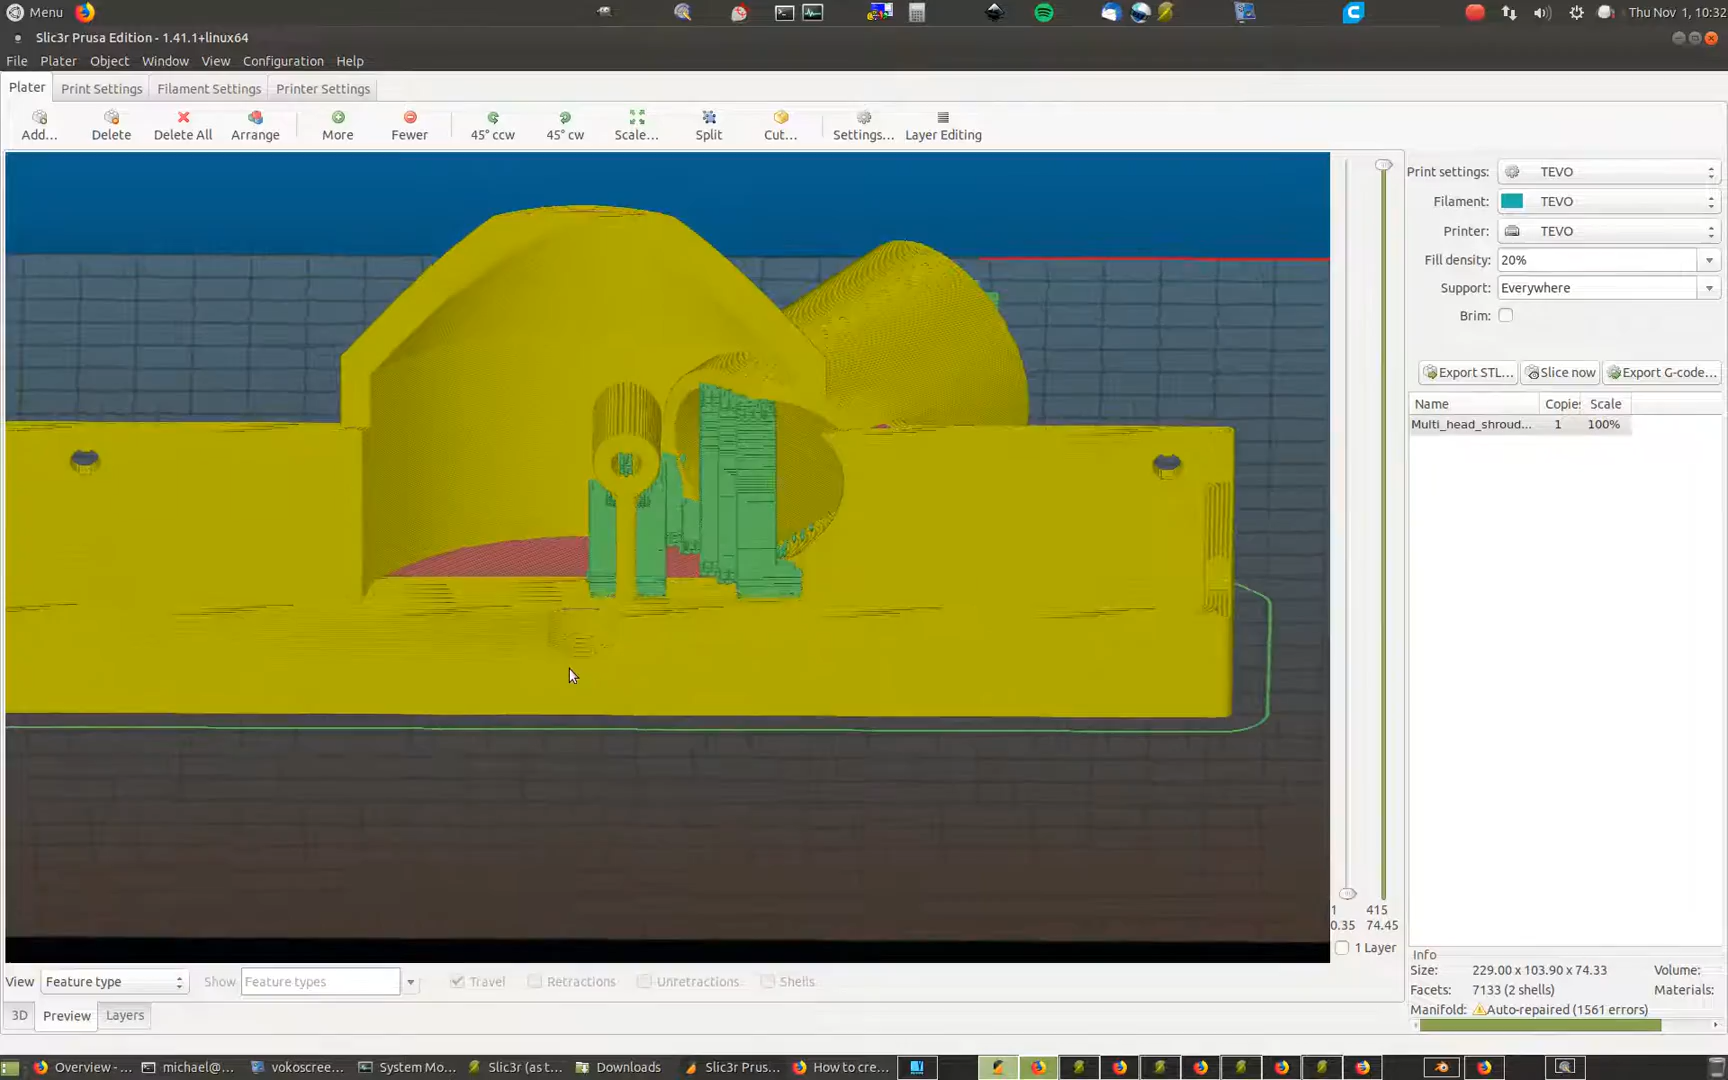 Menu
Thu Nov 1, 10:32
Slic3r Prusa Edition - 1.41.1+linux64
File Plater Object Window View Configuration Help
Plater Print Settings Filament Settings Printer Settings
Add... Delete Delete All Arrange More Fewer 45° ccw 45° cw Scale... Split Cut... Settings... Layer Editing
Print settings: TEVO
Filament: TEVO
Printer: TEVO
Fill density: 20%
Support: Everywhere
Brim:
Export STL... Slice now Export G-code...
Name Copies Scale
Multi_head_shroud... 1 100%
1 415
0.35 74.45
1 Layer
Info
Size: 229.00 x 103.90 x 74.33 Volume:
Facets: 7133 (2 shells) Materials:
Manifold: Auto-repaired (1561 errors)
View Feature type Show Feature types Travel Retractions Unretractions Shells
3D Preview Layers
Overview - ... michael@... vokoscree... System Mo... Slic3r (as t... Downloads Slic3r Prus... How to cre...